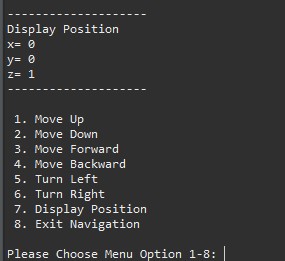 --------------------
Display Position
x= 0
y= 0
z= 1
--------------------
1. Move Up
2. Move Down
3. Move Forward
4. Move Backward
5. Turn Left
6. Turn Right
7. Display Position
8. Exit Navigation
Please Choose Menu Option 1-8: